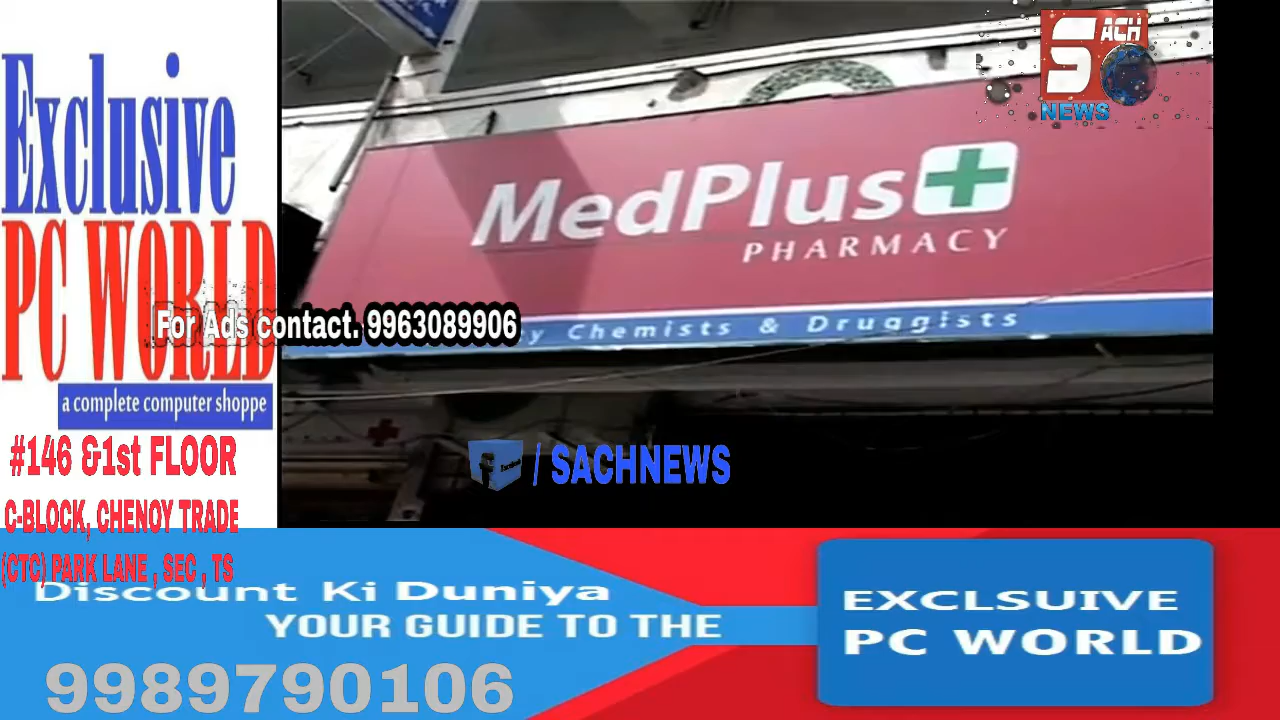 Exclusive
PC WORLD
a complete computer shoppe
#146 &1st FLOOR
C-BLOCK, CHENOY TRADE
(CTC) PARK LANE , SEC , TS
SACH
NEWS
MedPlus
PHARMACY
Chemists & Druggists
For Ads contact. 9963089906
/ SACHNEWS
Discount Ki Duniya
YOUR GUIDE TO THE
9989790106
EXCLSUIVE
PC WORLD